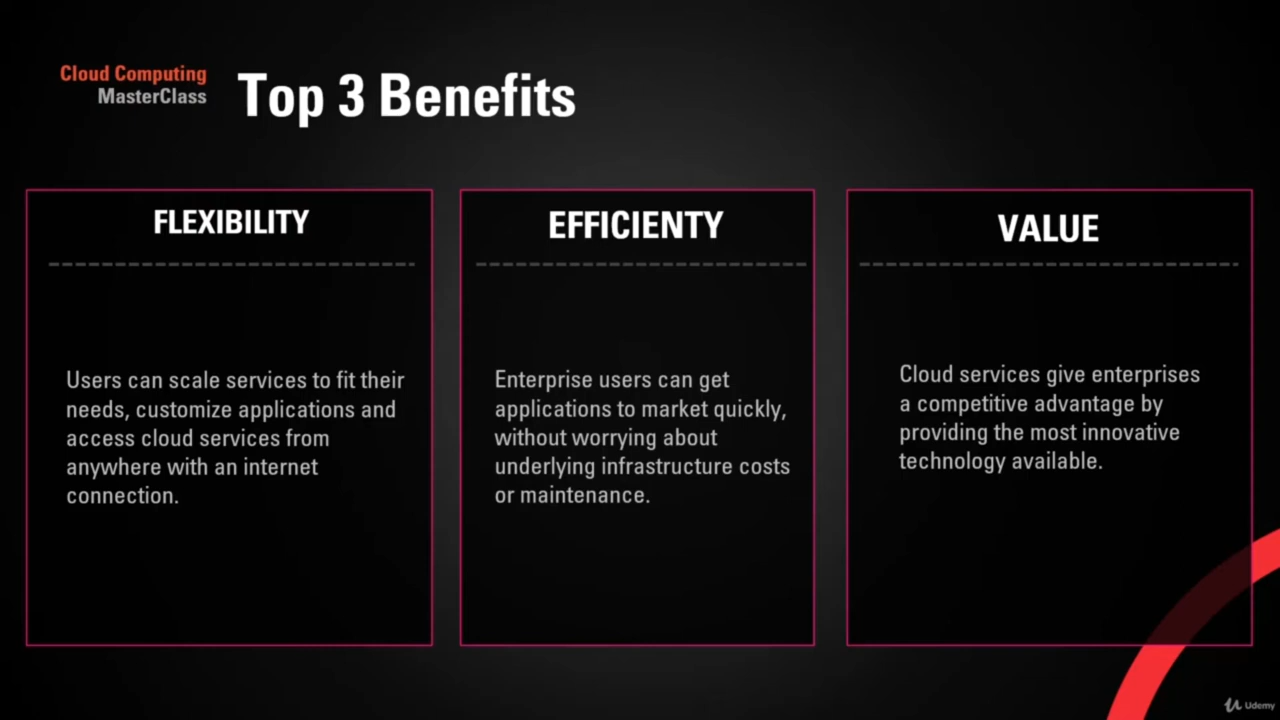 Cloud Computing
MasterClass
Top 3 Benefits
FLEXIBILITY
Users can scale services to fit their
needs, customize applications and
access cloud services from
anywhere with an internet
connection.
EFFICIENTY
Enterprise users can get
applications to market quickly,
without worrying about
underlying infrastructure costs
or maintenance.
VALUE
Cloud services give enterprises
a competitive advantage by
providing the most innovative
technology available.
Udemy